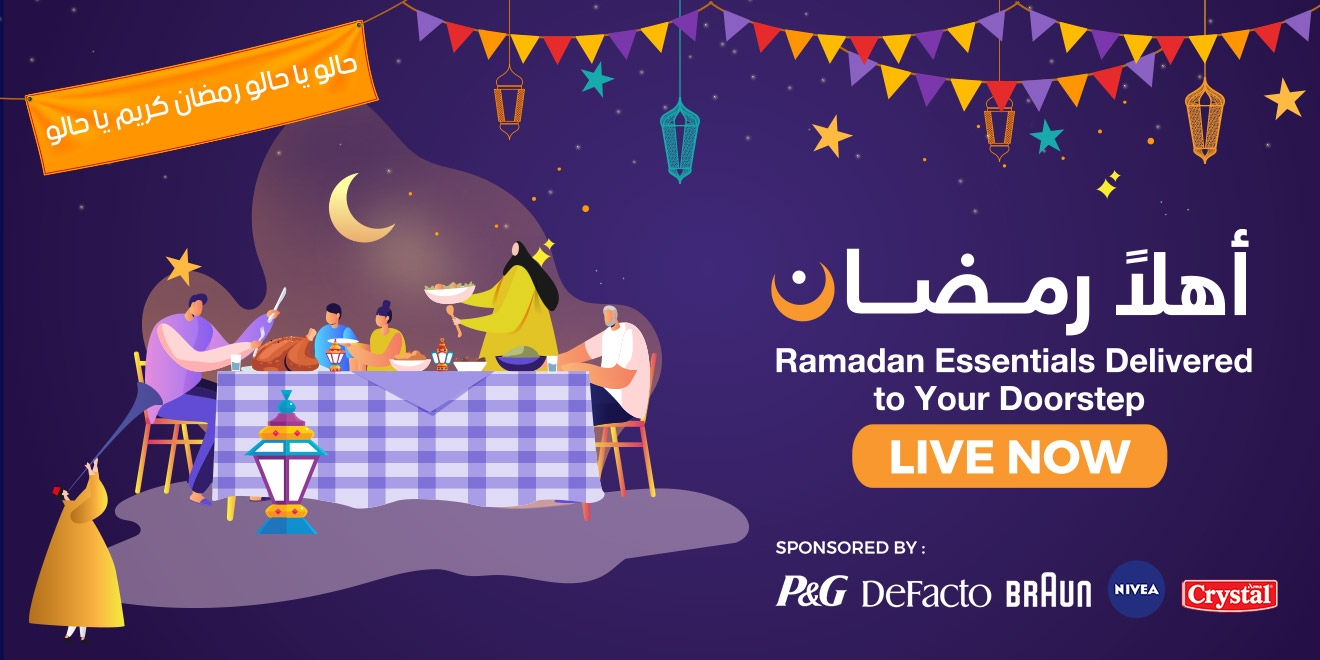 حالو يا حالو رمضان كريم يا حالو
أهلاً رمضان
Ramadan Essentials Delivered
to Your Doorstep
LIVE NOW
SPONSORED BY :
P&G DeFacto BRAUN NIVEA Crystal